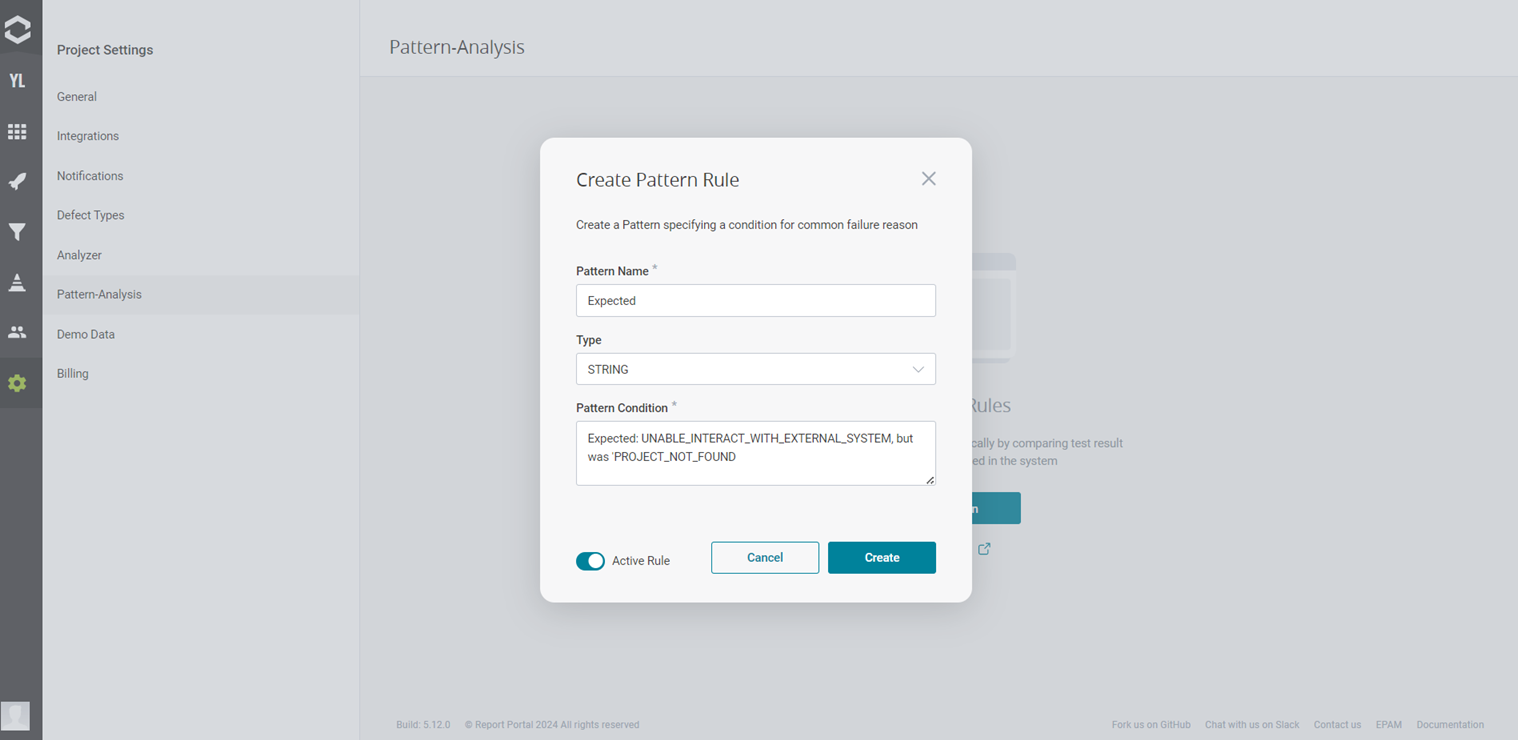 YL
Project Settings
General
Integrations
Notifications
Defect Types
Analyzer
Pattern-Analysis
Demo Data
Billing
Pattern-Analysis
Create Pattern Rule
Create a Pattern specifying a condition for common failure reason
Pattern Name *
Expected
Type
STRING
Pattern Condition *
Expected: UNABLE_INTERACT_WITH_EXTERNAL_SYSTEM, but
was 'PROJECT_NOT_FOUND
Active Rule
Cancel
Create
Rules
cally by comparing test result
ed in the system
n
Build: 5.12.0 © Report Portal 2024 All rights reserved
Fork us on GitHub Chat with us on Slack Contact us EPAM Documentation